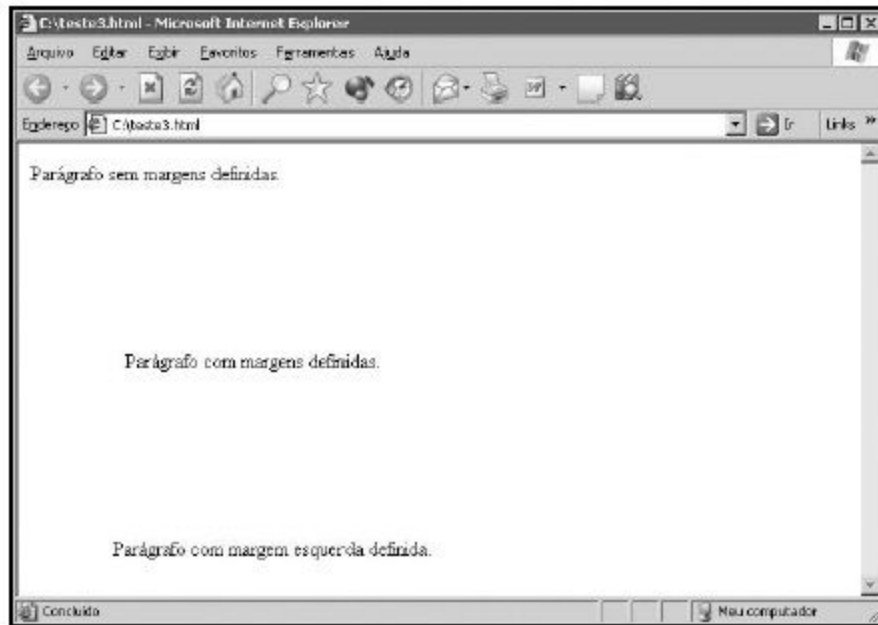 C:\teste3.html - Microsoft Internet Explorer
Arquivo Editar Exibir Favoritos Ferramentas Ajuda
Endereço C:\teste3.html Ir Links »
Parágrafo sem margens definidas.
Parágrafo com margens definidas.
Parágrafo com margem esquerda definida.
Concluído Meu computador